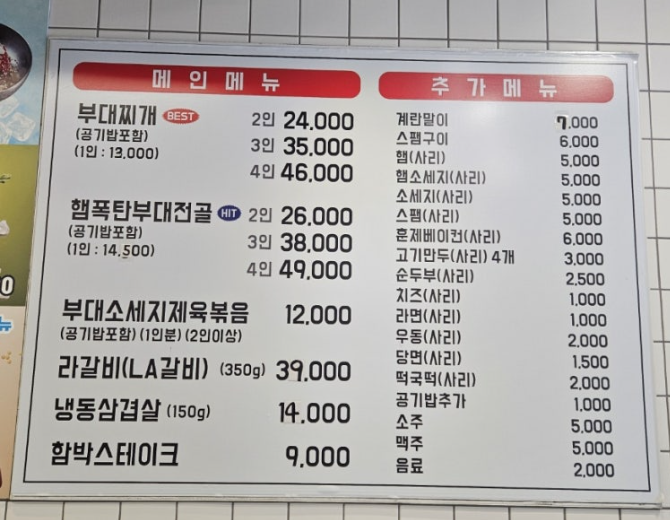 메인메뉴
부대찌개 BEST 2인 24,000
(공기밥포함) 3인 35,000
(1인 : 13,000) 4인 46,000
햄폭탄부대전골 HIT 2인 26,000
(공기밥포함) 3인 38,000
(1인 : 14,500) 4인 49,000
부대소세지제육볶음 12,000
(공기밥포함) (1인분) (2인이상)
라갈비(LA갈비) (350g) 39,000
냉동삼겹살 (150g) 14,000
함박스테이크 9,000
추가메뉴
계란말이 7,000
스팸구이 6,000
햄(사리) 5,000
햄소세지(사리) 5,000
소세지(사리) 5,000
스팸(사리) 5,000
훈제베이컨(사리) 6,000
고기만두(사리) 4개 3,000
순두부(사리) 2,500
치즈(사리) 1,000
라면(사리) 1,000
우동(사리) 2,000
당면(사리) 1,500
떡국떡(사리) 2,000
공기밥추가 1,000
소주 5,000
맥주 5,000
음료 2,000